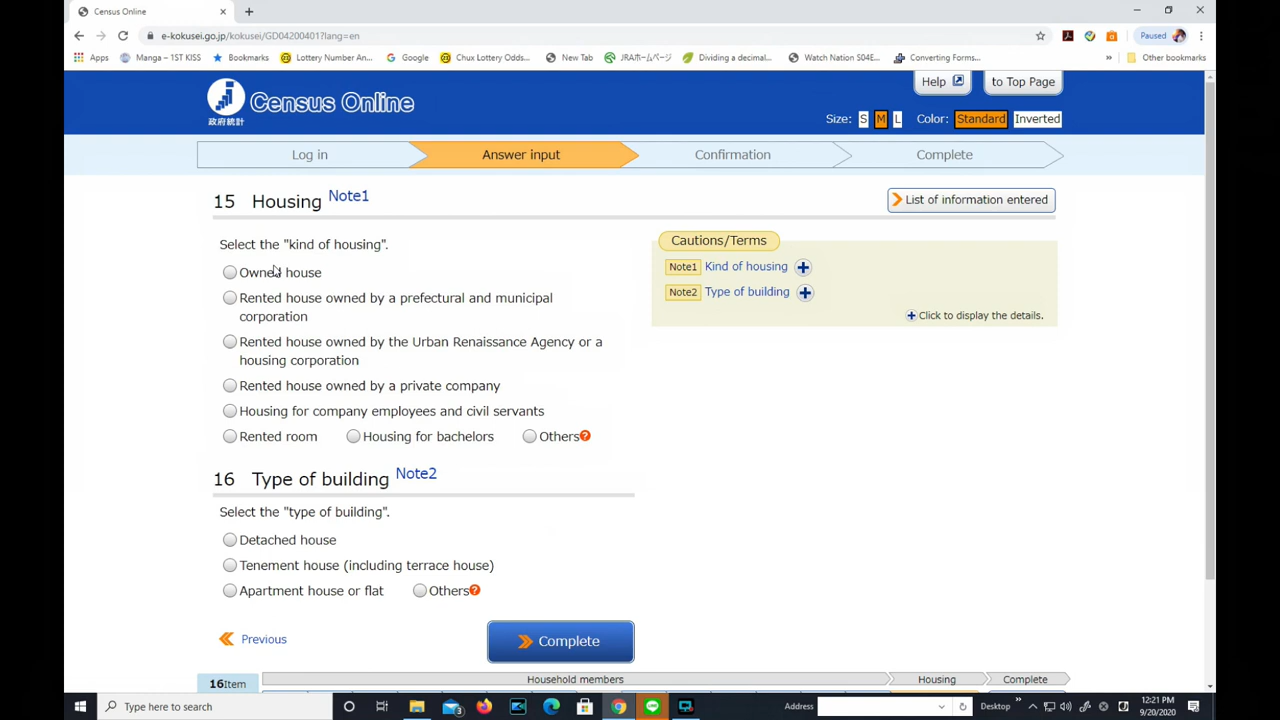 Census Online
e-kokusei.go.jp/kokusei/GD04200401?lang=en
Paused
Apps
Manga – 1ST KISS
Bookmarks
Lottery Number An...
Google
Chux Lottery Odds...
New Tab
JRAホームページ
Dividing a decimal...
Watch Nation S04E...
Converting Forms...
»
Other bookmarks
政府統計
Census Online
Help
to Top Page
Size: S M L Color: Standard Inverted
Log in
Answer input
Confirmation
Complete
15 Housing Note1
List of information entered
Select the "kind of housing".
Owned house
Rented house owned by a prefectural and municipal
corporation
Rented house owned by the Urban Renaissance Agency or a
housing corporation
Rented house owned by a private company
Housing for company employees and civil servants
Rented room Housing for bachelors Others?
Cautions/Terms
Note1 Kind of housing +
Note2 Type of building +
+ Click to display the details.
16 Type of building Note2
Select the "type of building".
Detached house
Tenement house (including terrace house)
Apartment house or flat Others?
Previous
Complete
16Item
Household members
Housing
Complete
Type here to search
Address
Desktop
»
12:21 PM
9/20/2020